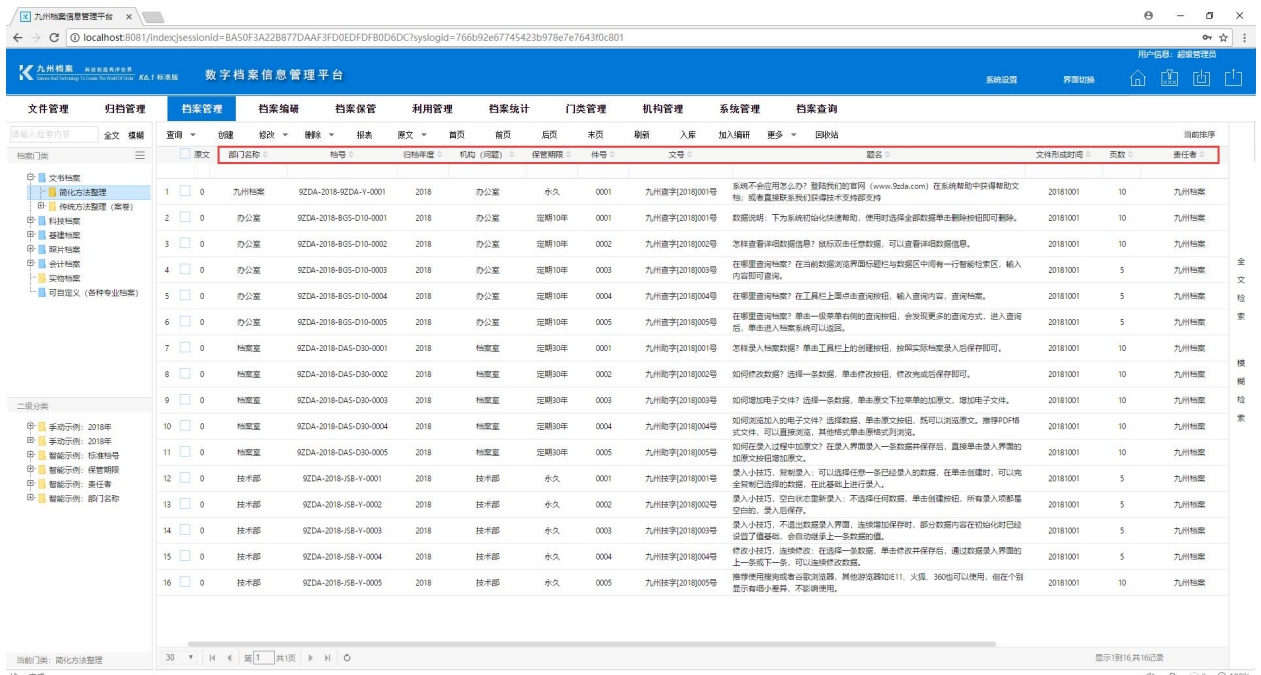 九州档案信息管理平台
localhost:8081/index;jsessionid=BA50F3A22B877DAAF3FD0EDFDFB0D6DC?syslogid=766b92e67745423b978e7e7643f0c801
用户信息：超级管理员
九州档案 科技创造有序世界 K6.1 标准版 数字档案信息管理平台
系统设置 界面切换
文件管理 归档管理 档案管理 档案编研 档案保管 利用管理 档案统计 门类管理 机构管理 系统管理 档案查询
请输入检索内容 全文 模糊 查询 创建 修改 删除 报表 原文 首页 前页 后页 末页 刷新 入库 加入编研 更多 回收站 当前排序
档案门类
文书档案
简化方法整理
传统方法整理（案卷）
科技档案
基建档案
照片档案
会计档案
实物档案
可自定义（各种专业档案）
二级分类
手动示例：2018年
手动示例：2018年
智能示例：标准档号
智能示例：保管期限
智能示例：责任者
智能示例：部门名称
当前门类：简化方法整理
原文 部门名称 档号 归档年度 机构（问题） 保管期限 件号 文号 题名 文件形成时间 页数 责任者
1 0 九州档案 9ZDA-2018-9ZDA-Y-0001 2018 办公室 永久 0001 九州查字[2018]001号 系统不会应用怎么办？登陆我们的官网（www.9zda.com）在系统帮助中获得帮助文 20181001 10 九州档案
档；或者直接联系我们获得技术支持部支持
2 0 办公室 9ZDA-2018-BGS-D10-0001 2018 办公室 定期10年 0001 九州查字[2018]001号 数据说明：下为系统初始化快速帮助，使用时选择全部数据单击删除按钮即可删除。 20181001 10 九州档案
3 0 办公室 9ZDA-2018-BGS-D10-0002 2018 办公室 定期10年 0002 九州查字[2018]002号 怎样查看详细数据信息？鼠标双击任意数据，可以查看详细数据信息。 20181001 10 九州档案
4 0 办公室 9ZDA-2018-BGS-D10-0003 2018 办公室 定期10年 0003 九州查字[2018]003号 在哪里查询档案？在当前数据浏览界面标题栏与数据区中间有一行智能检索区，输入 20181001 5 九州档案
内容即可查询。
5 0 办公室 9ZDA-2018-BGS-D10-0004 2018 办公室 定期10年 0004 九州查字[2018]004号 在哪里查询档案？在工具栏上面点击查询按钮，输入查询内容，查询档案。 20181001 5 九州档案
6 0 办公室 9ZDA-2018-BGS-D10-0005 2018 办公室 定期10年 0005 九州查字[2018]005号 在哪里查询档案？单击一级菜单右侧的查询按钮，会发现更多的查询方式，进入查询 20181001 5 九州档案
后，单击进入档案系统可以返回。
7 0 档案室 9ZDA-2018-DAS-D30-0001 2018 档案室 定期30年 0001 九州助字[2018]001号 怎样录入档案数据？单击工具栏上的创建按钮，按照实际档案录入后保存即可。 20181001 10 九州档案
8 0 档案室 9ZDA-2018-DAS-D30-0002 2018 档案室 定期30年 0002 九州助字[2018]002号 如何修改数据？选择一条数据，单击修改按钮，修改完成后保存即可。 20181001 10 九州档案
9 0 档案室 9ZDA-2018-DAS-D30-0003 2018 档案室 定期30年 0003 九州助字[2018]003号 如何增加电子文件？选择一条数据，单击原文下拉菜单的加原文，增加电子文件。 20181001 10 九州档案
10 0 档案室 9ZDA-2018-DAS-D30-0004 2018 档案室 定期30年 0004 九州助字[2018]004号 如何浏览加入的电子文件？选择数据，单击原文按钮，既可以浏览原文。推荐PDF格 20181001 10 九州档案
式文件，可以直接浏览，其他格式单击原格式列浏览。
11 0 档案室 9ZDA-2018-DAS-D30-0005 2018 档案室 定期30年 0005 九州助字[2018]005号 如何在录入过程中加原文？在录入界面录入一条数据并保存后，直接单击录入界面的 20181001 10 九州档案
加原文按钮增加原文。
12 0 技术部 9ZDA-2018-JSB-Y-0001 2018 技术部 永久 0001 九州技字[2018]001号 录入小技巧，复制录入：可以选择任意一条已经录入的数据，在单击创建时，可以完 20181001 5 九州档案
全复制已选择的数据，在此基础上进行录入。
13 0 技术部 9ZDA-2018-JSB-Y-0002 2018 技术部 永久 0002 九州技字[2018]002号 录入小技巧，空白状态重新录入：不选择任何数据，单击创建按钮，所有录入项都是 20181001 5 九州档案
空白的，录入后保存。
14 0 技术部 9ZDA-2018-JSB-Y-0003 2018 技术部 永久 0003 九州技字[2018]003号 录入小技巧，不退出数据录入界面，连续增加保存时，部分数据内容在初始化时已经 20181001 5 九州档案
设置了值基础，会自动继承上一条数据的值。
15 0 技术部 9ZDA-2018-JSB-Y-0004 2018 技术部 永久 0004 九州技字[2018]004号 修改小技巧，连续修改：在选择一条数据，单击修改并保存后，通过数据录入界面的 20181001 5 九州档案
上一条或下一条，可以连续修改数据。
16 0 技术部 9ZDA-2018-JSB-Y-0005 2018 技术部 永久 0005 九州技字[2018]005号 推荐使用搜狗或者谷歌浏览器，其他游览器如IE11、火狐、360也可以使用，但在个别 20181001 10 九州档案
显示有细小差异，不影响使用。
全
文
检
索
模
糊
检
索
30 第 1 共1页 显示1到16,共16记录